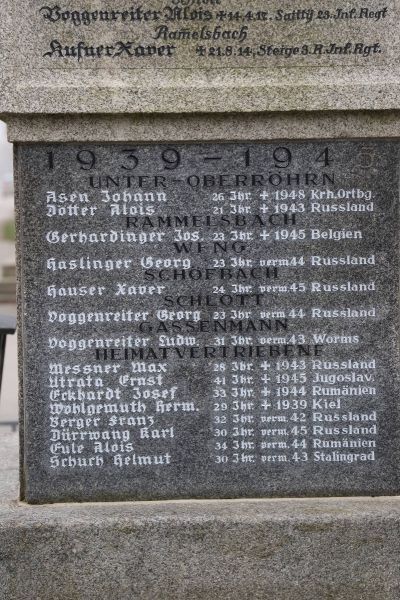 Voggenreiter Alois + 14.4.17. Saillij 23. Inf. Regt
Ramelsbach
Kufner Xaver + 21.8.14, Steige 3. R. Inf. Rgt.
1939 – 1945
UNTER-OBERRÖHRN
Asen Johann 26 Jhr. + 1948 Krh. Ortbg.
Dötter Alois 21 Jhr. + 1943 Russland
RAMMELSBACH
Gerhardinger Jos. 23 Jhr. + 1945 Belgien
WENG
Haslinger Georg 23 Jhr. verm. 44 Russland
SCHOFBACH
Hauser Xaver 24 Jhr. verm. 45 Russland
SCHLOTT
Voggenreiter Georg 23 Jhr. verm. 44 Russland
GASSENMANN
Voggenreiter Ludw. 31 Jhr. verm. 43 Worms
HEIMATVERTRIEBENE
Messner Max 28 Jhr. + 1943 Russland
Utrata Ernst 41 Jhr. + 1945 Jugoslav.
Eckhardt Josef 33 Jhr. + 1944 Rumänien
Wohlgemuth Herm. 29 Jhr. + 1939 Kiel
Berger Franz 32 Jhr. verm. 42 Russland
Dürrwang Karl 30 Jhr. verm. 45 Russland
Eule Alois 34 Jhr. verm. 44 Rumänien
Schuch Helmut 30 Jhr. verm. 43 Stalingrad